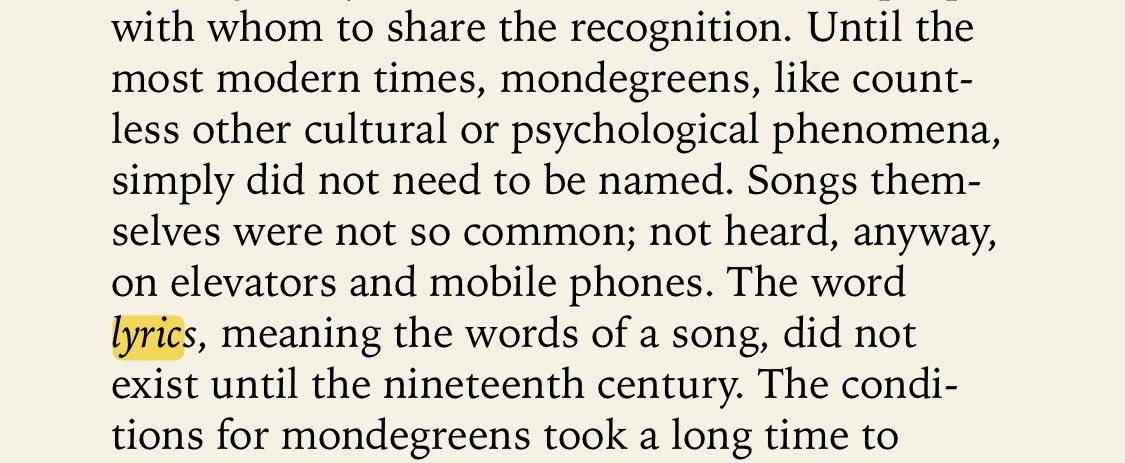 with whom to share the recognition. Until the
most modern times, mondegreens, like count-
less other cultural or psychological phenomena,
simply did not need to be named. Songs them-
selves were not so common; not heard, anyway,
on elevators and mobile phones. The word
lyrics, meaning the words of a song, did not
exist until the nineteenth century. The condi-
tions for mondegreens took a long time to